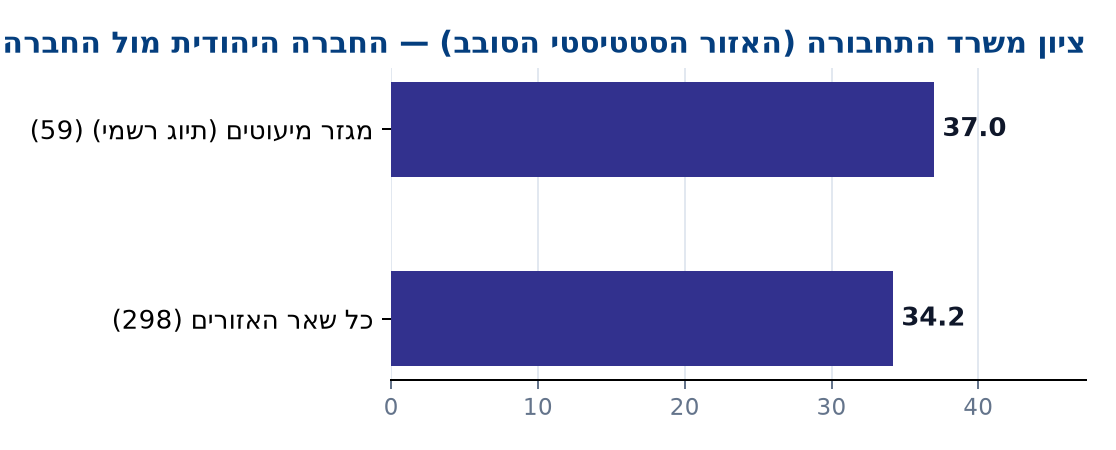 ציון משרד התחבורה (האזור הסטטיסטי הסובב) — החברה היהודית מול החברה
מגזר מיעוטים (תיוג רשמי) (59)
37.0
כל שאר האזורים (298)
34.2
0 10 20 30 40